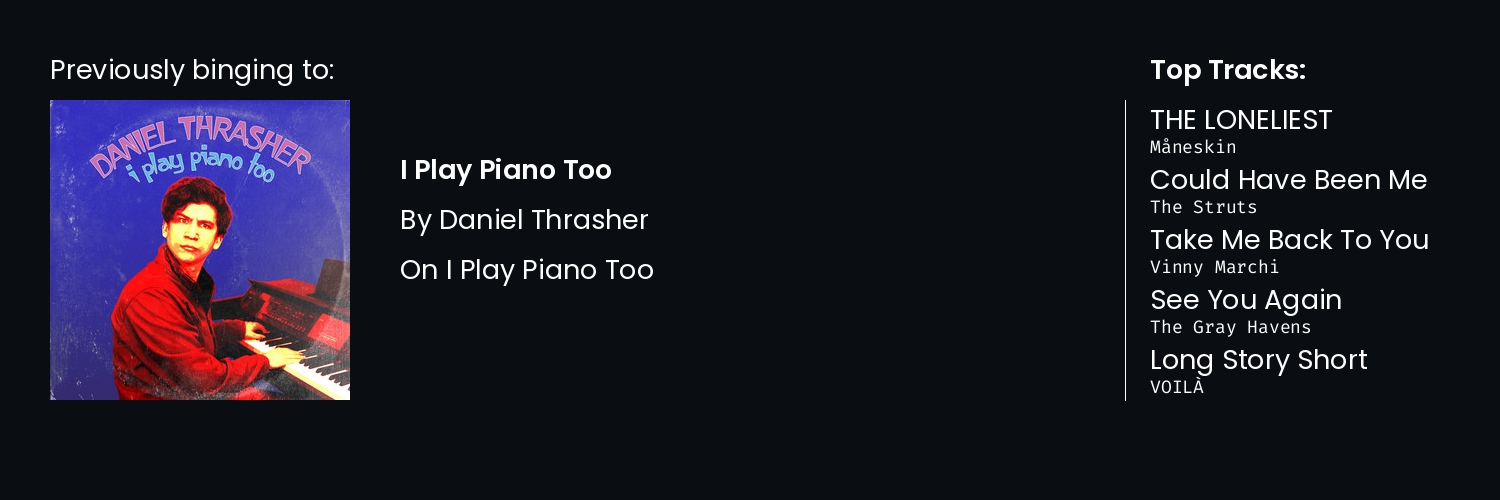 Previously binging to:
DANIEL THRASHER
i play piano too
I Play Piano Too
By Daniel Thrasher
On I Play Piano Too
Top Tracks:
THE LONELIEST
Måneskin
Could Have Been Me
The Struts
Take Me Back To You
Vinny Marchi
See You Again
The Gray Havens
Long Story Short
VOILÀ